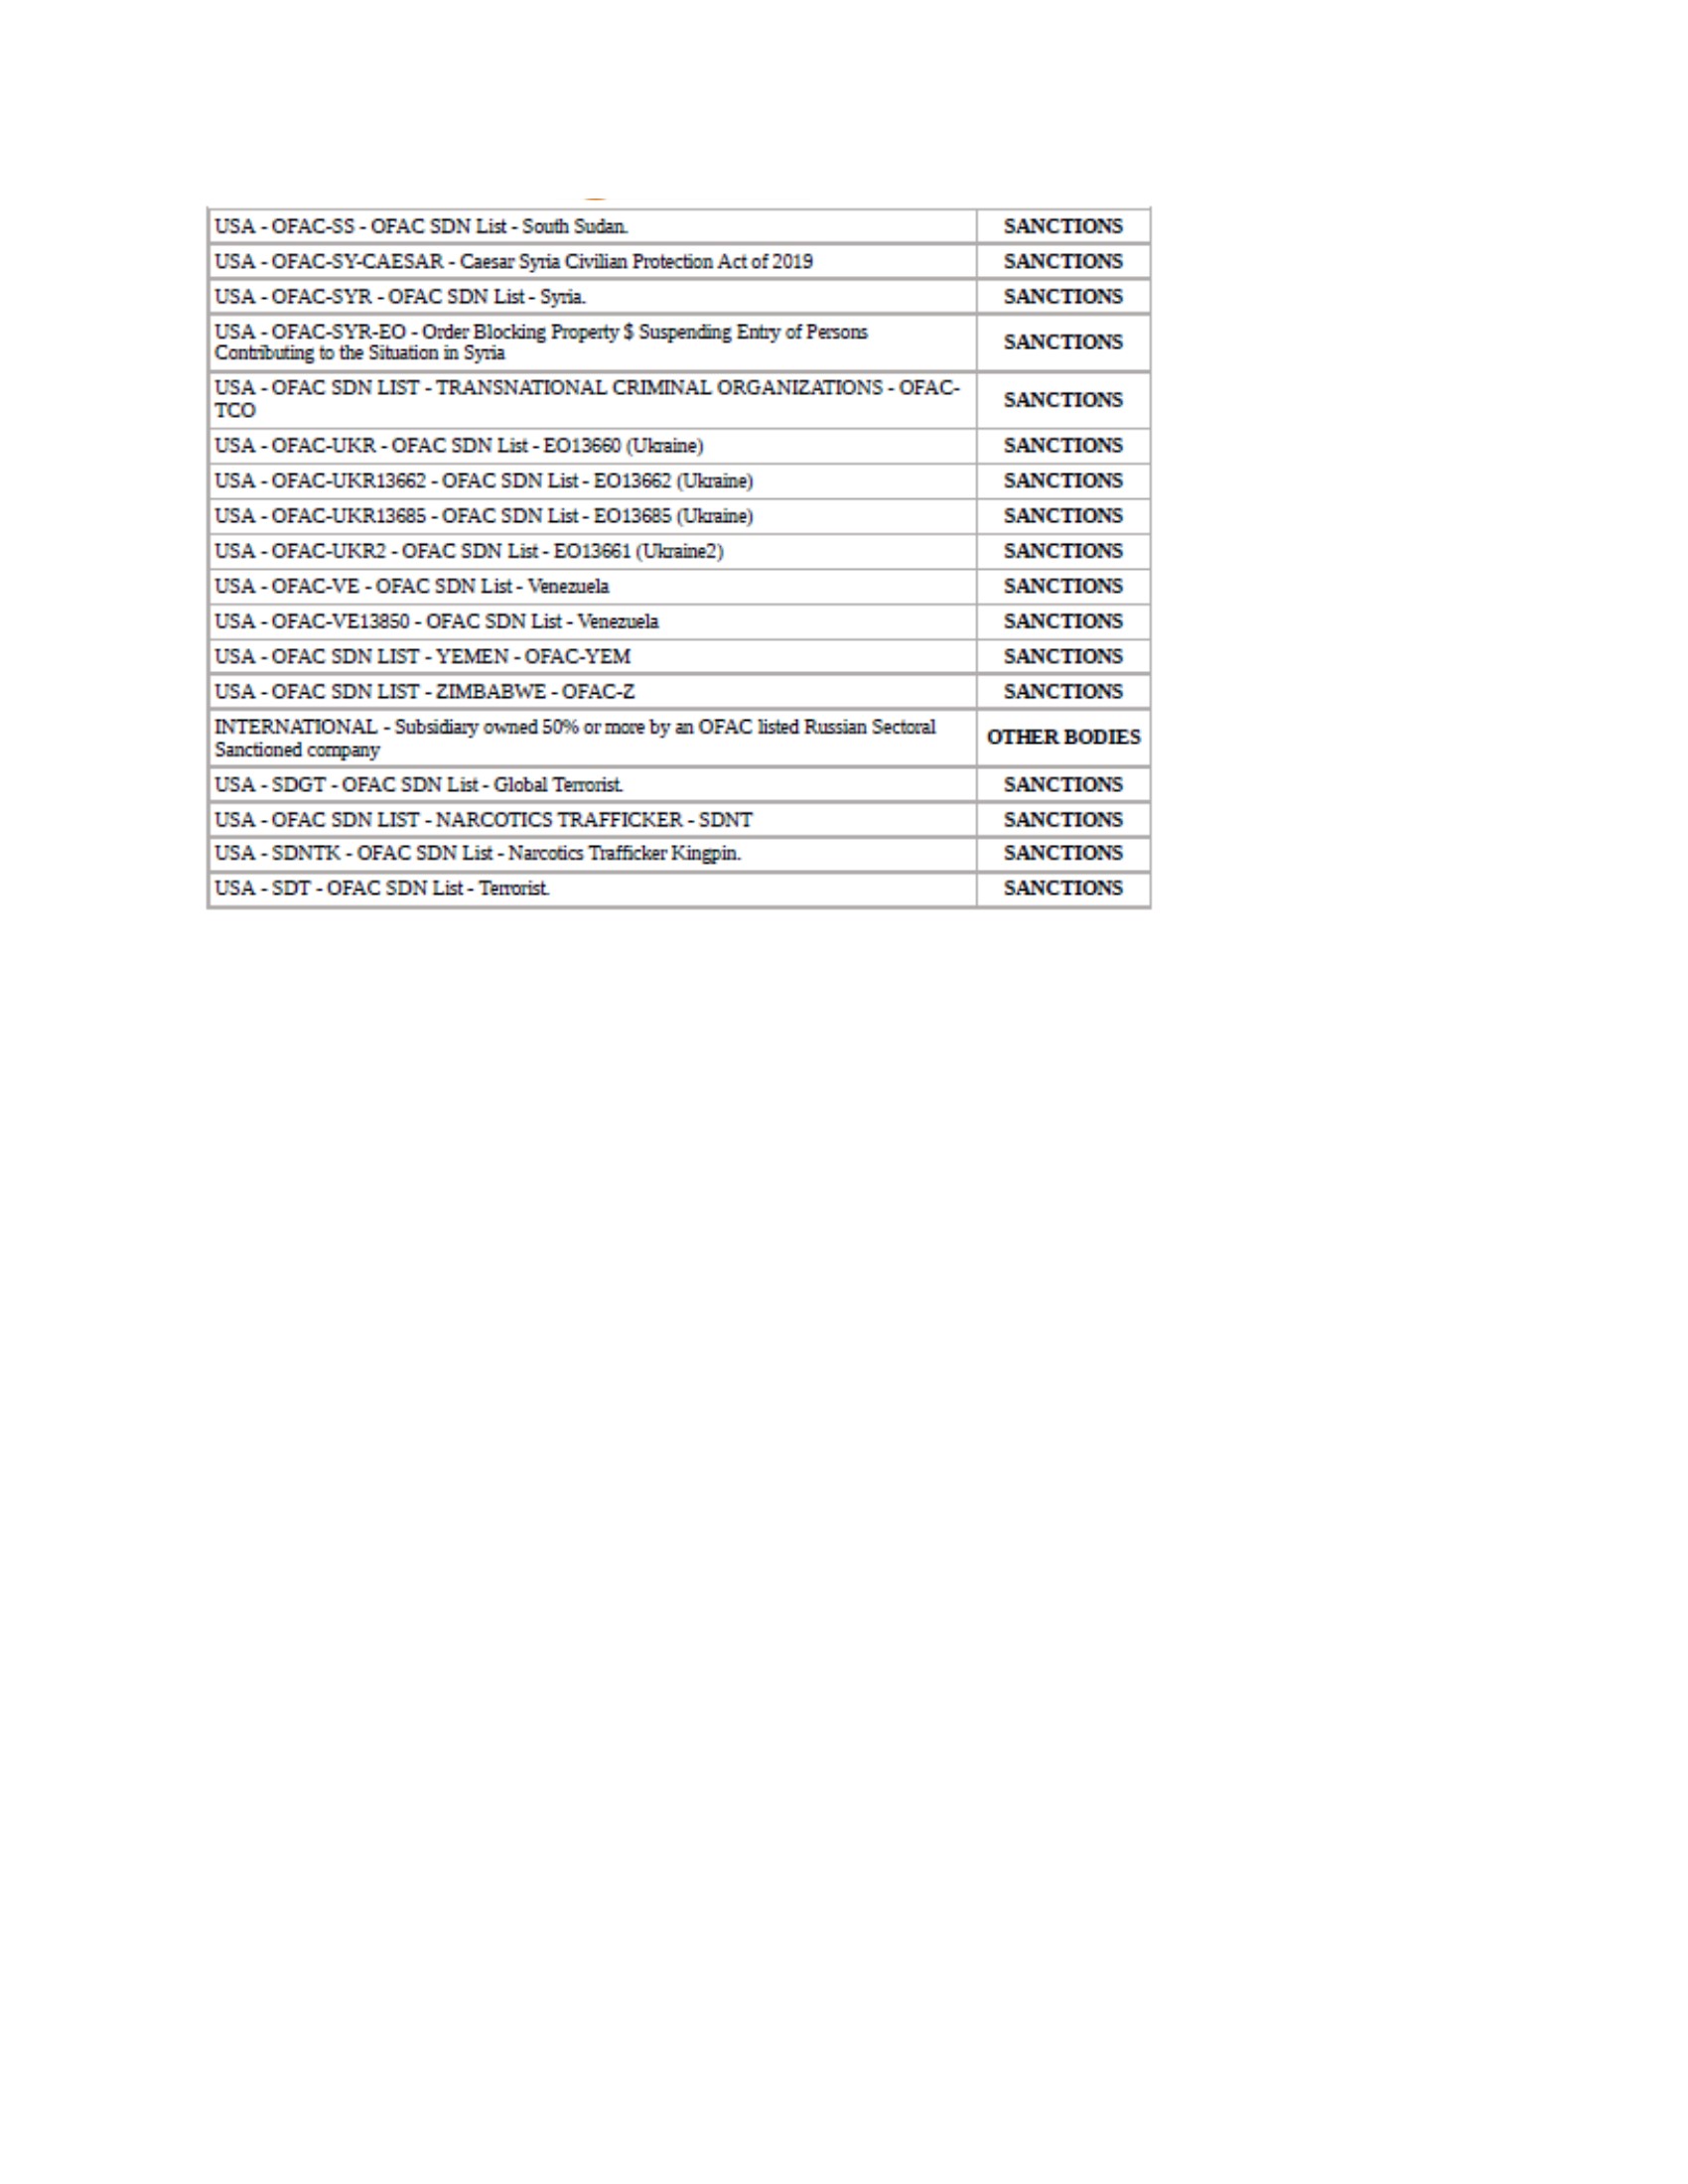 USA - OFAC-SS - OFAC SDN List - South Sudan. SANCTIONS
USA - OFAC-SY-CAESAR - Caesar Syria Civilian Protection Act of 2019 SANCTIONS
USA - OFAC-SYR - OFAC SDN List - Syria. SANCTIONS
USA - OFAC-SYR-EO - Order Blocking Property $ Suspending Entry of Persons
Contributing to the Situation in Syria SANCTIONS
USA - OFAC SDN LIST - TRANSNATIONAL CRIMINAL ORGANIZATIONS - OFAC-
TCO SANCTIONS
USA - OFAC-UKR - OFAC SDN List - EO13660 (Ukraine) SANCTIONS
USA - OFAC-UKR13662 - OFAC SDN List - EO13662 (Ukraine) SANCTIONS
USA - OFAC-UKR13685 - OFAC SDN List - EO13685 (Ukraine) SANCTIONS
USA - OFAC-UKR2 - OFAC SDN List - EO13661 (Ukraine2) SANCTIONS
USA - OFAC-VE - OFAC SDN List - Venezuela SANCTIONS
USA - OFAC-VE13850 - OFAC SDN List - Venezuela SANCTIONS
USA - OFAC SDN LIST - YEMEN - OFAC-YEM SANCTIONS
USA - OFAC SDN LIST - ZIMBABWE - OFAC-Z SANCTIONS
INTERNATIONAL - Subsidiary owned 50% or more by an OFAC listed Russian Sectoral
Sanctioned company OTHER BODIES
USA - SDGT - OFAC SDN List - Global Terrorist. SANCTIONS
USA - OFAC SDN LIST - NARCOTICS TRAFFICKER - SDNT SANCTIONS
USA - SDNTK - OFAC SDN List - Narcotics Trafficker Kingpin. SANCTIONS
USA - SDT - OFAC SDN List - Terrorist. SANCTIONS